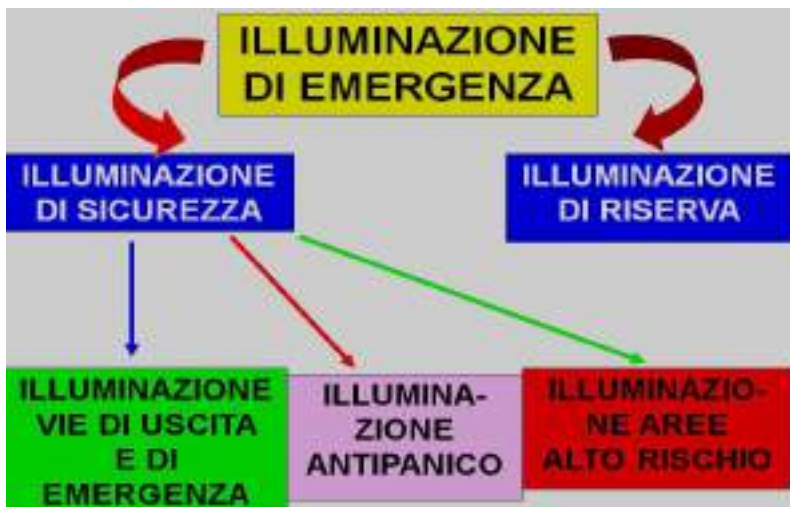 ILLUMINAZIONE
DI EMERGENZA
ILLUMINAZIONE
DI SICUREZZA
ILLUMINAZIONE
DI RISERVA
ILLUMINAZIONE
VIE DI USCITA
E DI
EMERGENZA
ILLUMINA-
ZIONE
ANTIPANICO
ILLUMINAZIO-
NE AREE
ALTO RISCHIO